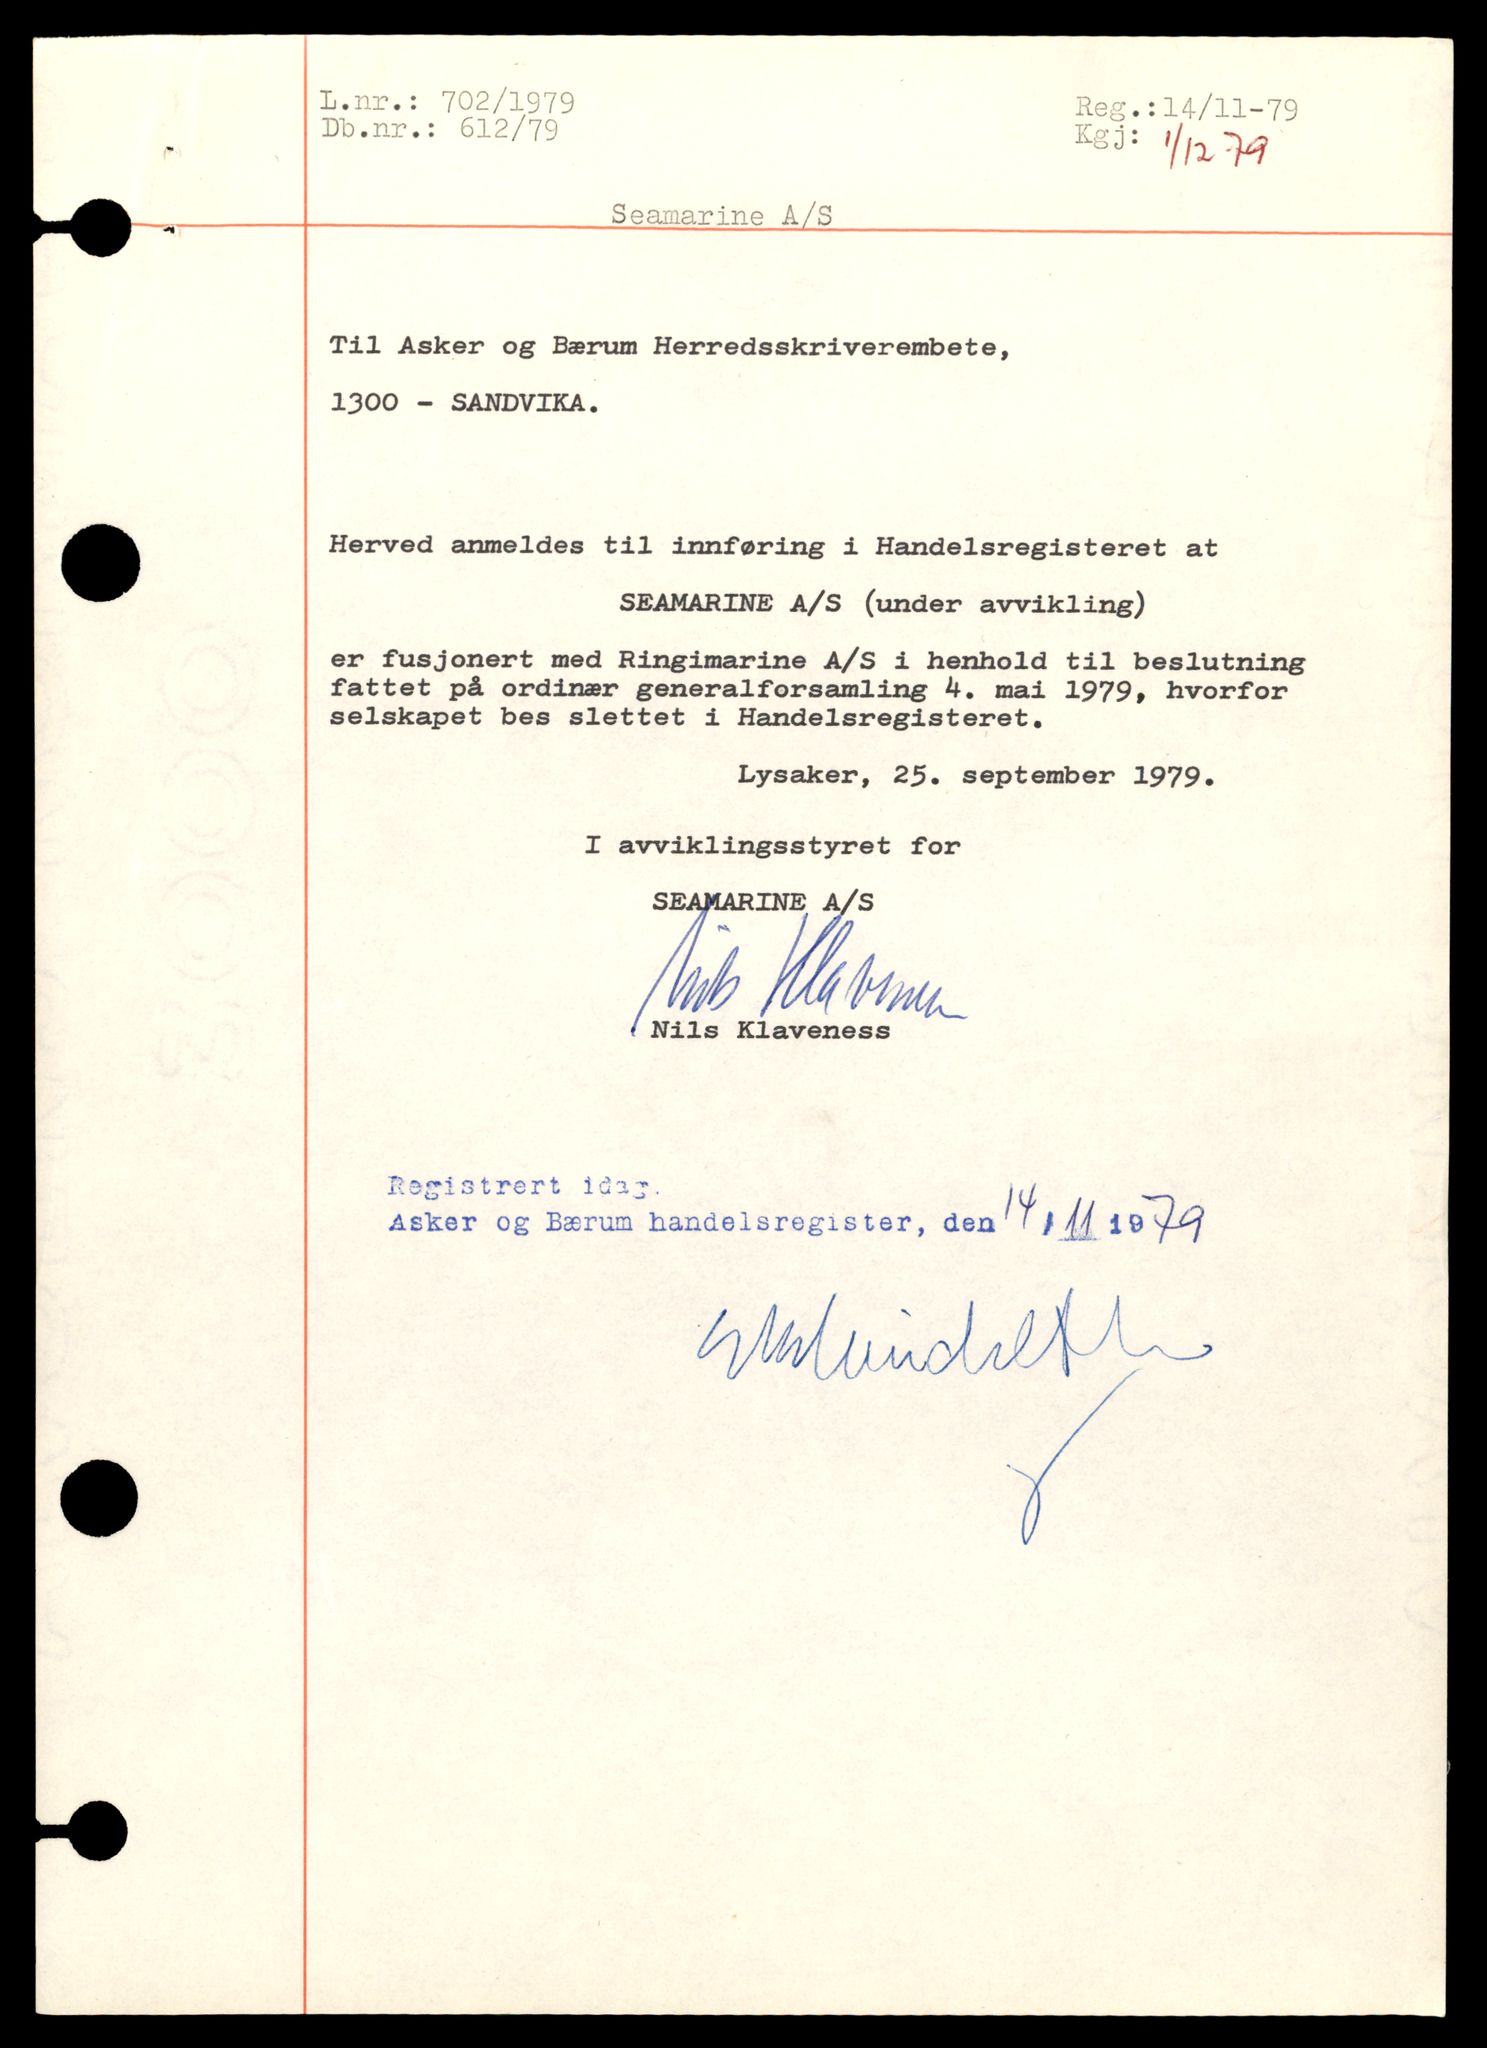 L.nr.: 702/1979
Db.nr.: 612/79
Reg.:14/11-79
Kgj: 1/12 79
Seamarine A/S
Til Asker og Bærum Herredsskriverembete,
1300 - SANDVIKA.
Herved anmeldes til innføring i Handelsregisteret at
SEAMARINE A/S (under avvikling)
er fusjonert med Ringimarine A/S i henhold til beslutning
fattet på ordinær generalforsamling 4. mai 1979, hvorfor
selskapet bes slettet i Handelsregisteret.
Lysaker, 25. september 1979.
I avviklingsstyret for
SEAMARINE A/S
Nils Klaveness
Nils Klaveness
Registrert idag.
Asker og Bærum handelsregister, den 14, 11 1979